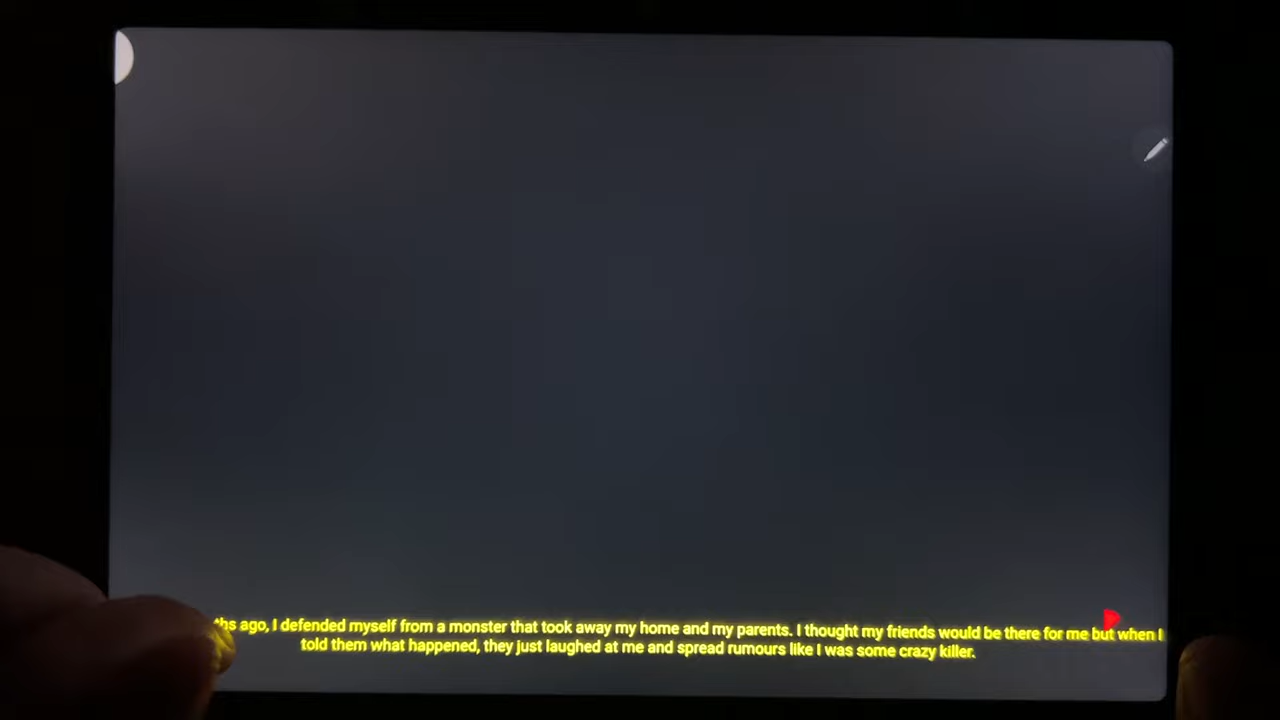 ago, I defended myself from a monster that took away my home and my parents. I thought my friends would be there for me but when I
told them what happened, they just laughed at me and spread rumours like I was some crazy killer.